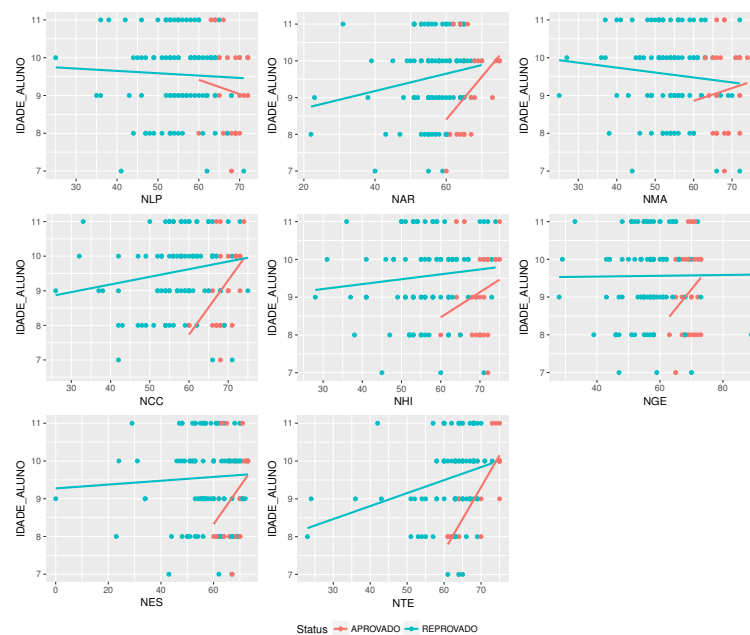 IDADE_ALUNO
11
10
9
8
7
30 40 50 60 70
NLP
IDADE_ALUNO
11
10
9
8
7
20 40 60
NAR
IDADE_ALUNO
11
10
9
8
7
30 40 50 60 70
NMA
IDADE_ALUNO
11
10
9
8
7
30 40 50 60 70
NCC
IDADE_ALUNO
11
10
9
8
7
30 40 50 60 70
NHI
IDADE_ALUNO
11
10
9
8
7
40 60 80
NGE
IDADE_ALUNO
11
10
9
8
7
0 20 40 60
NES
IDADE_ALUNO
11
10
9
8
7
30 40 50 60 70
NTE
Status APROVADO REPROVADO